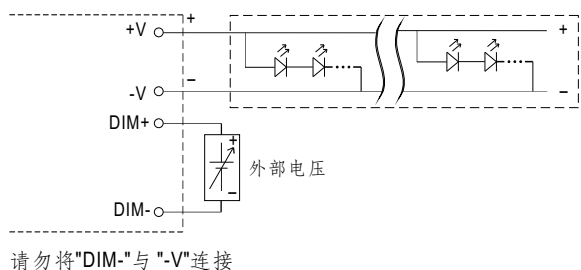 +V
+
-V
−
+
−
DIM+
+
−
外部电压
DIM-
请勿将"DIM-"与 "-V"连接